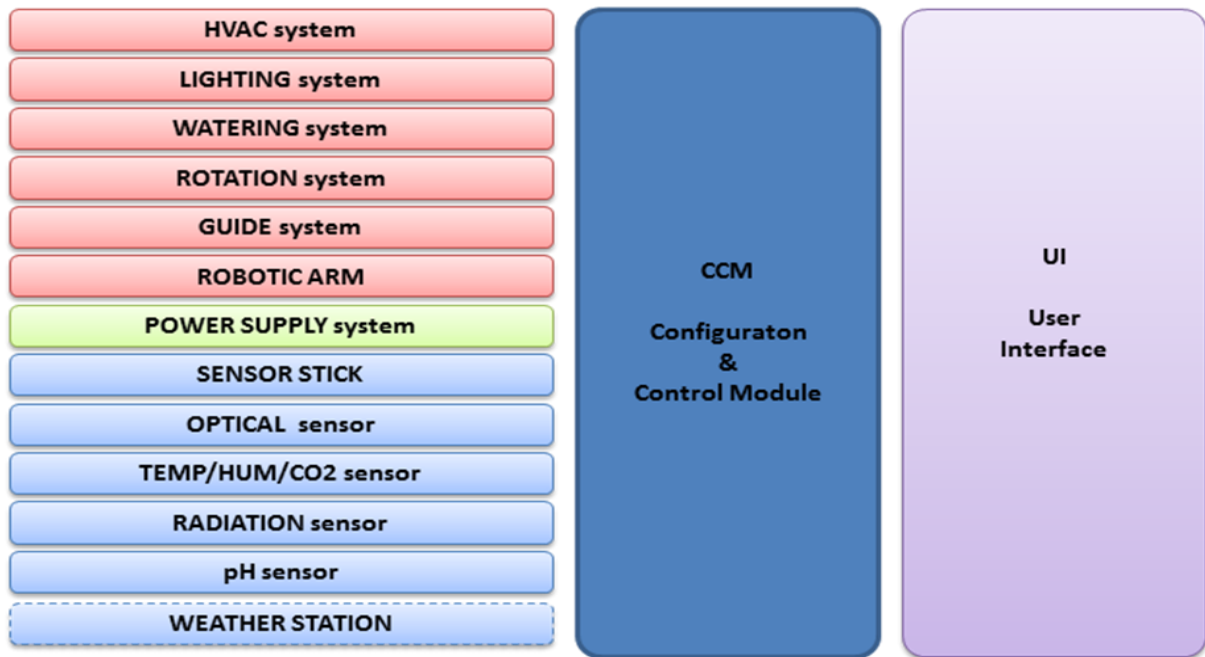 HVAC system
LIGHTING system
WATERING system
ROTATION system
GUIDE system
ROBOTIC ARM
POWER SUPPLY system
SENSOR STICK
OPTICAL sensor
TEMP/HUM/CO2 sensor
RADIATION sensor
pH sensor
WEATHER STATION
CCM
Configuraton
&
Control Module
UI
User
Interface